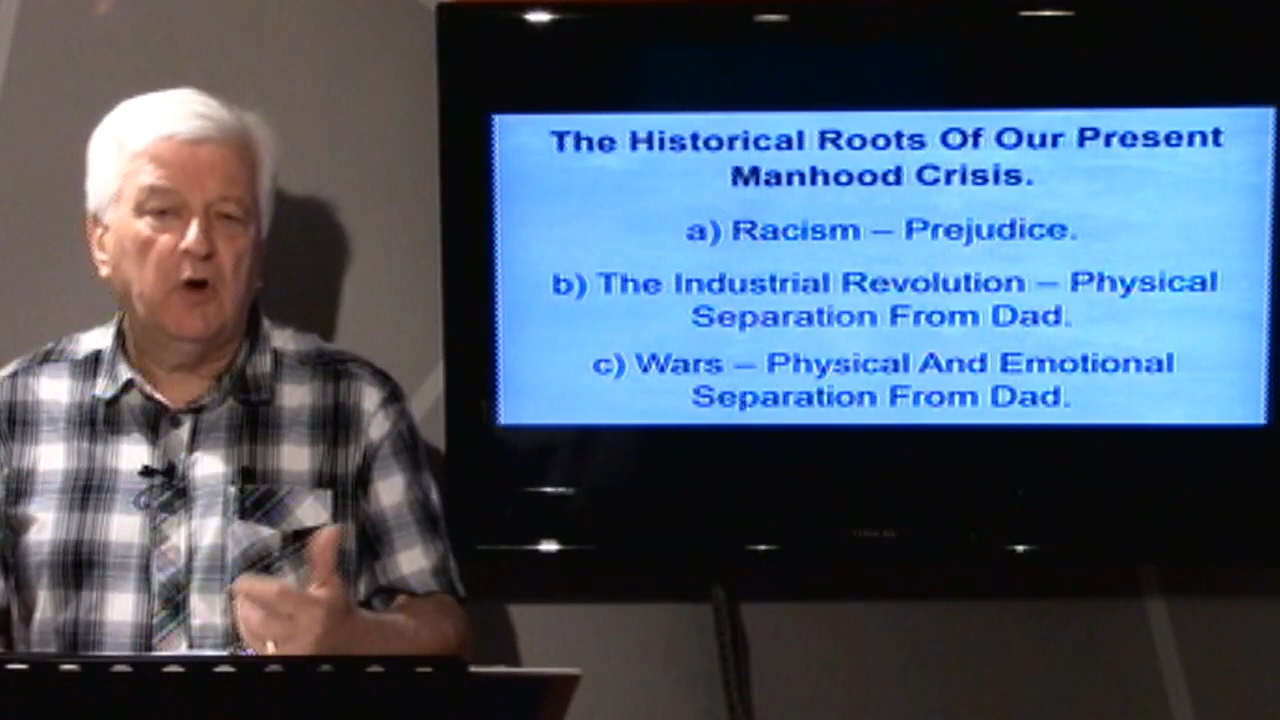 The Historical Roots Of Our Present
Manhood Crisis.
a) Racism – Prejudice.
b) The Industrial Revolution – Physical
Separation From Dad.
c) Wars – Physical And Emotional
Separation From Dad.